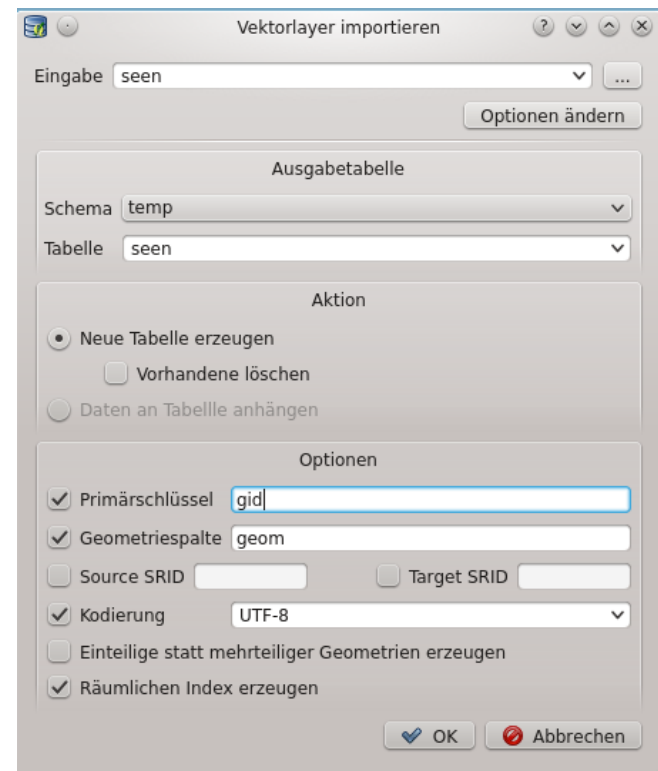 Vektorlayer importieren ?
Eingabe seen ...
Optionen ändern
Ausgabetabelle
Schema temp
Tabelle seen
Aktion
Neue Tabelle erzeugen
Vorhandene löschen
Daten an Tabellle anhängen
Optionen
Primärschlüssel gid
Geometriespalte geom
Source SRID Target SRID
Kodierung UTF-8
Einteilige statt mehrteiliger Geometrien erzeugen
Räumlichen Index erzeugen
OK Abbrechen